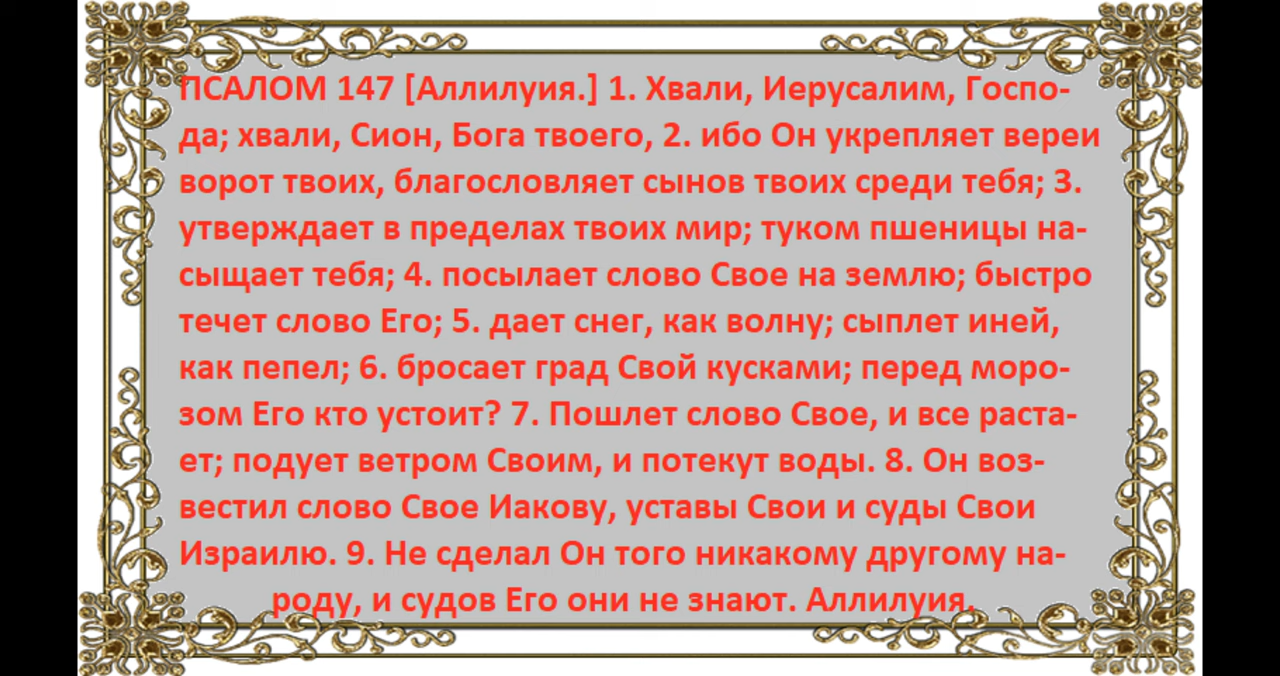 ПСАЛОМ 147 [Аллилуия.] 1. Хвали, Иерусалим, Госпо-
да; хвали, Сион, Бога твоего, 2. ибо Он укрепляет вереи
ворот твоих, благословляет сынов твоих среди тебя; 3.
утверждает в пределах твоих мир; туком пшеницы на-
сыщает тебя; 4. посылает слово Свое на землю; быстро
течет слово Его; 5. дает снег, как волну; сыплет иней,
как пепел; 6. бросает град Свой кусками; перед моро-
зом Его кто устоит? 7. Пошлет слово Свое, и все раста-
ет; подует ветром Своим, и потекут воды. 8. Он воз-
вестил слово Свое Иакову, уставы Свои и суды Свои
Израилю. 9. Не сделал Он того никакому другому на-
роду, и судов Его они не знают. Аллилуия.